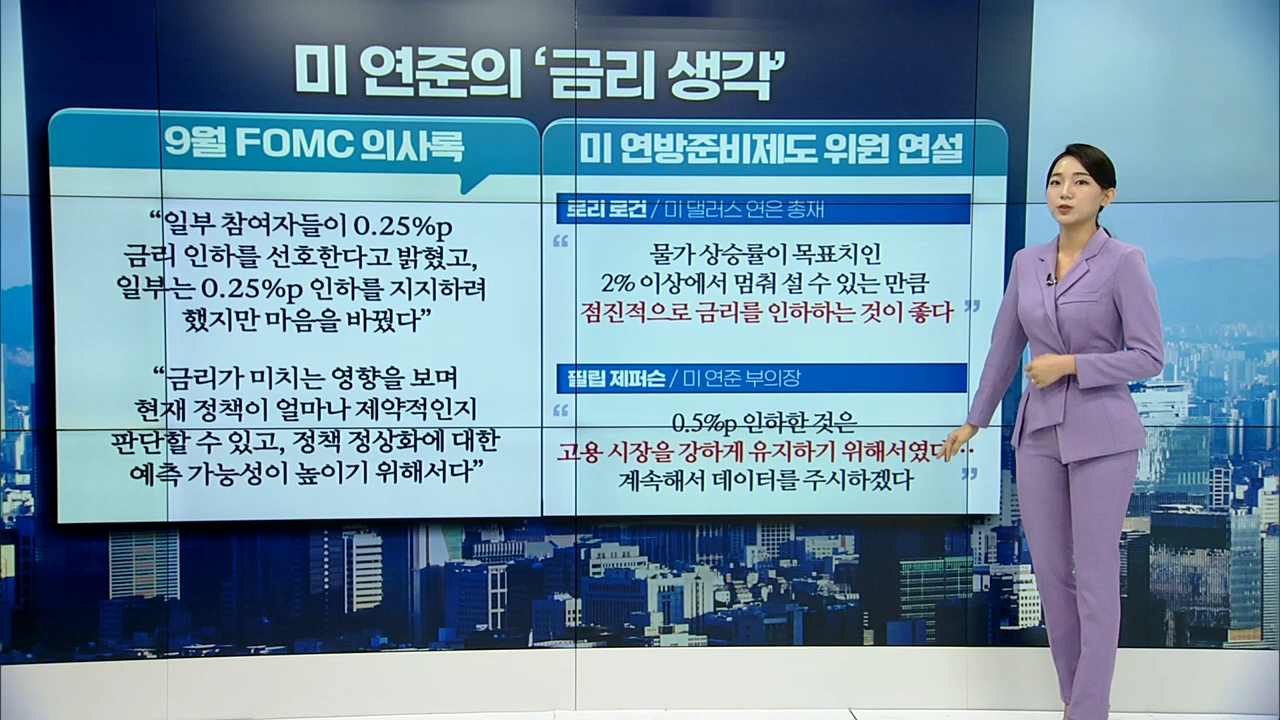 미 연준의 ‘금리 생각’
9월 FOMC 의사록
“일부 참여자들이 0.25%p
금리 인하를 선호한다고 밝혔고,
일부는 0.25%p 인하를 지지하려
했지만 마음을 바꿨다”
“금리가 미치는 영향을 보며
현재 정책이 얼마나 제약적인지
판단할 수 있고, 정책 정상화에 대한
예측 가능성이 높이기 위해서다”
미 연방준비제도 위원 연설
로리 로건 / 미 댈러스 연은 총재
“ 물가 상승률이 목표치인
2% 이상에서 멈춰 설 수 있는 만큼
점진적으로 금리를 인하하는 것이 좋다 ”
필립 제퍼슨 / 미 연준 부의장
“ 0.5%p 인하한 것은
고용 시장을 강하게 유지하기 위해서였다…
계속해서 데이터를 주시하겠다 ”